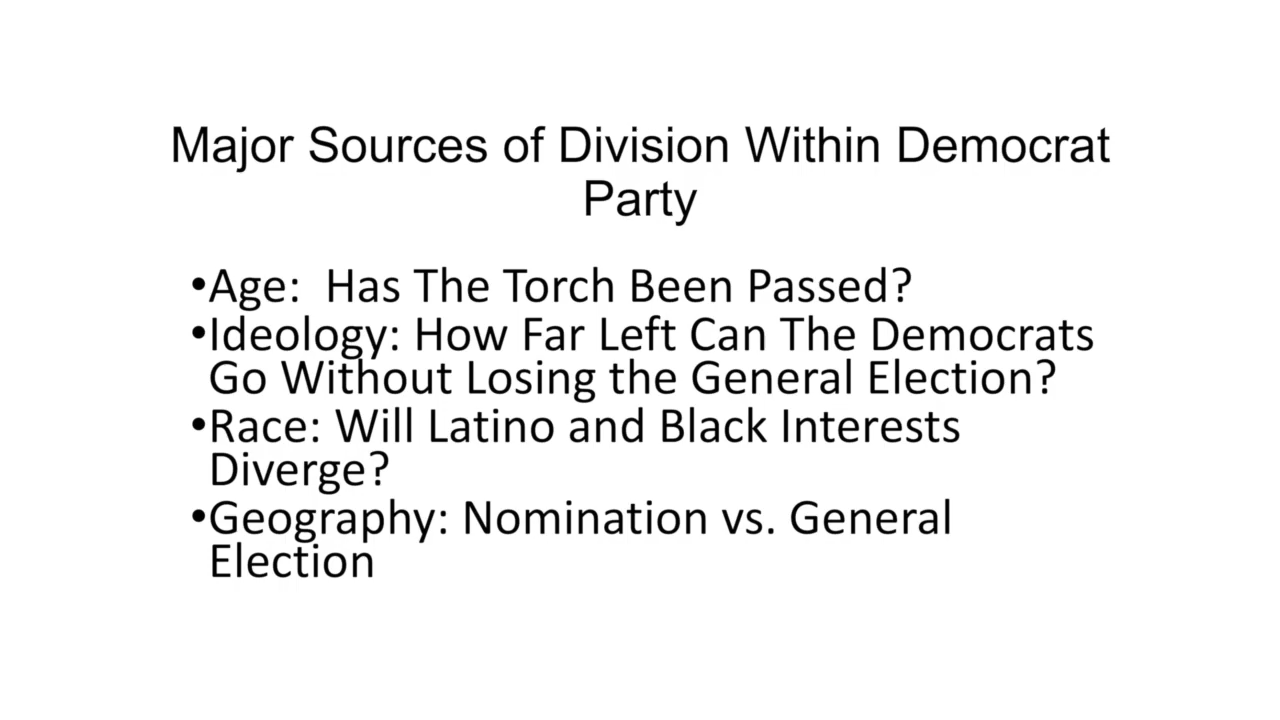 Major Sources of Division Within Democrat
Party
•Age:  Has The Torch Been Passed?
•Ideology: How Far Left Can The Democrats
Go Without Losing the General Election?
•Race: Will Latino and Black Interests
Diverge?
•Geography: Nomination vs. General
Election